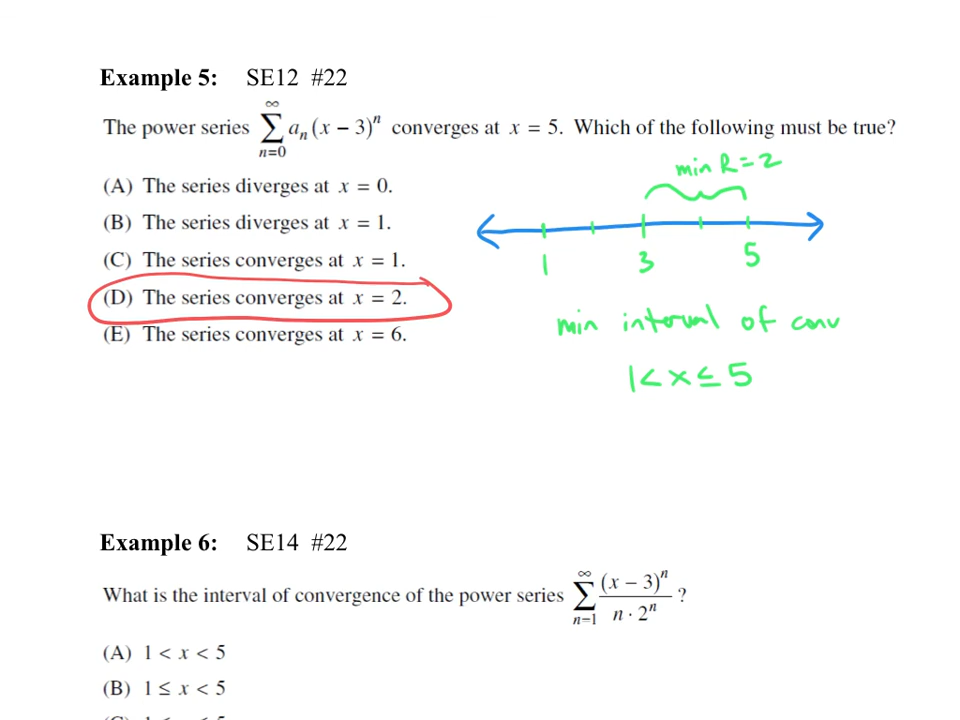 Example 5: SE12 #22
The power series ∞ ∑ n=0 aₙ(x − 3)ⁿ converges at x = 5. Which of the following must be true?
(A) The series diverges at x = 0.
(B) The series diverges at x = 1.
(C) The series converges at x = 1.
(D) The series converges at x = 2.
(E) The series converges at x = 6.
min R=2
1 3 5
min interval of conv
1<x≤5
Example 6: SE14 #22
What is the interval of convergence of the power series ∞ ∑ n=1 (x − 3)ⁿ / n · 2ⁿ ?
(A) 1 < x < 5
(B) 1 ≤ x < 5